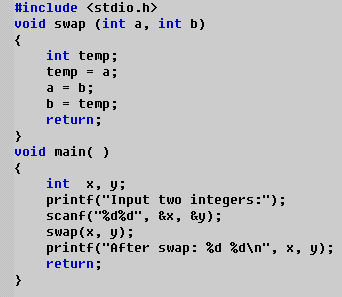 #include <stdio.h>
void swap (int a, int b)
{
    int temp;
    temp = a;
    a = b;
    b = temp;
    return;
}
void main( )
{
    int  x, y;
    printf("Input two integers:");
    scanf("%d%d", &x, &y);
    swap(x, y);
    printf("After swap: %d %d\n", x, y);
    return;
}